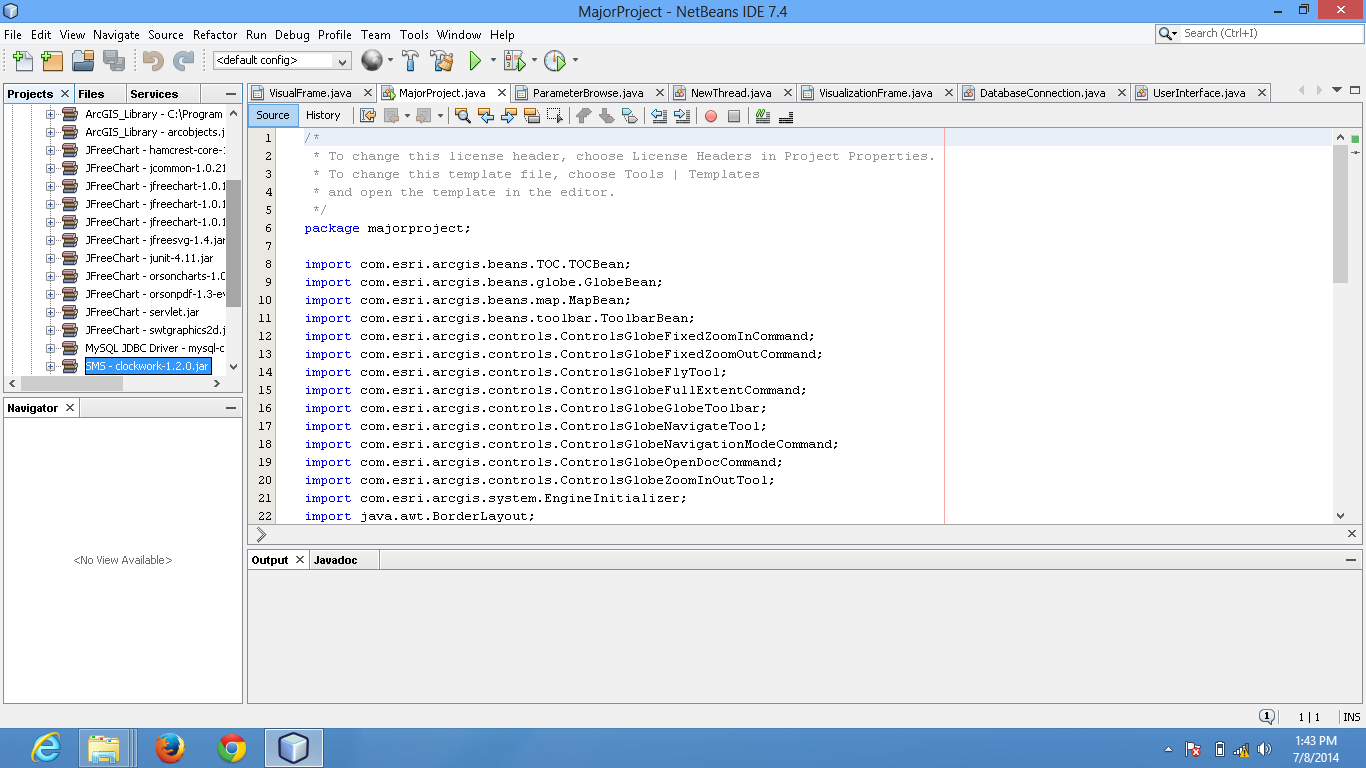 MajorProject - NetBeans IDE 7.4
File Edit View Navigate Source Refactor Run Debug Profile Team Tools Window Help
Search (Ctrl+I)
<default config>
Projects Files Services
VisualFrame.java MajorProject.java ParameterBrowse.java NewThread.java VisualizationFrame.java DatabaseConnection.java UserInterface.java
Source History
ArcGIS_Library - C:\Program
ArcGIS_Library - arcobjects.j
JFreeChart - hamcrest-core-1
JFreeChart - jcommon-1.0.21
JFreeChart - jfreechart-1.0.1
JFreeChart - jfreechart-1.0.1
JFreeChart - jfreechart-1.0.1
JFreeChart - jfreesvg-1.4.jar
JFreeChart - junit-4.11.jar
JFreeChart - orsoncharts-1.0
JFreeChart - orsonpdf-1.3-ev
JFreeChart - servlet.jar
JFreeChart - swtgraphics2d.j
MySQL JDBC Driver - mysql-c
SMS - clockwork-1.2.0.jar
Navigator
<No View Available>
1 /*
2 * To change this license header, choose License Headers in Project Properties.
3 * To change this template file, choose Tools | Templates
4 * and open the template in the editor.
5 */
6 package majorproject;
7
8 import com.esri.arcgis.beans.TOC.TOCBean;
9 import com.esri.arcgis.beans.globe.GlobeBean;
10 import com.esri.arcgis.beans.map.MapBean;
11 import com.esri.arcgis.beans.toolbar.ToolbarBean;
12 import com.esri.arcgis.controls.ControlsGlobeFixedZoomInCommand;
13 import com.esri.arcgis.controls.ControlsGlobeFixedZoomOutCommand;
14 import com.esri.arcgis.controls.ControlsGlobeFlyTool;
15 import com.esri.arcgis.controls.ControlsGlobeFullExtentCommand;
16 import com.esri.arcgis.controls.ControlsGlobeGlobeToolbar;
17 import com.esri.arcgis.controls.ControlsGlobeNavigateTool;
18 import com.esri.arcgis.controls.ControlsGlobeNavigationModeCommand;
19 import com.esri.arcgis.controls.ControlsGlobeOpenDocCommand;
20 import com.esri.arcgis.controls.ControlsGlobeZoomInOutTool;
21 import com.esri.arcgis.system.EngineInitializer;
22 import java.awt.BorderLayout;
Output Javadoc
1 1 | 1 INS
1:43 PM
7/8/2014